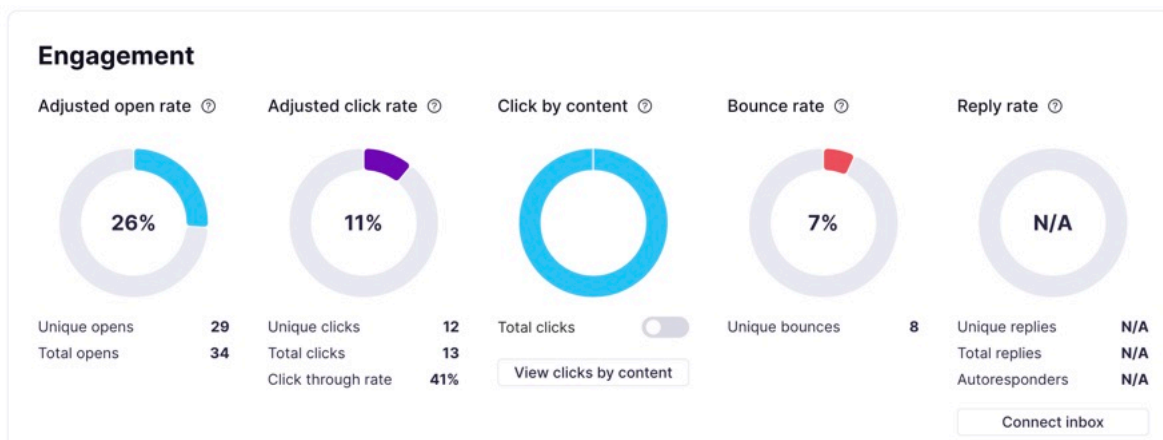 Engagement
Adjusted open rate ?
26%
Unique opens 29
Total opens 34
Adjusted click rate ?
11%
Unique clicks 12
Total clicks 13
Click through rate 41%
Click by content ?
Total clicks
View clicks by content
Bounce rate ?
7%
Unique bounces 8
Reply rate ?
N/A
Unique replies N/A
Total replies N/A
Autoresponders N/A
Connect inbox